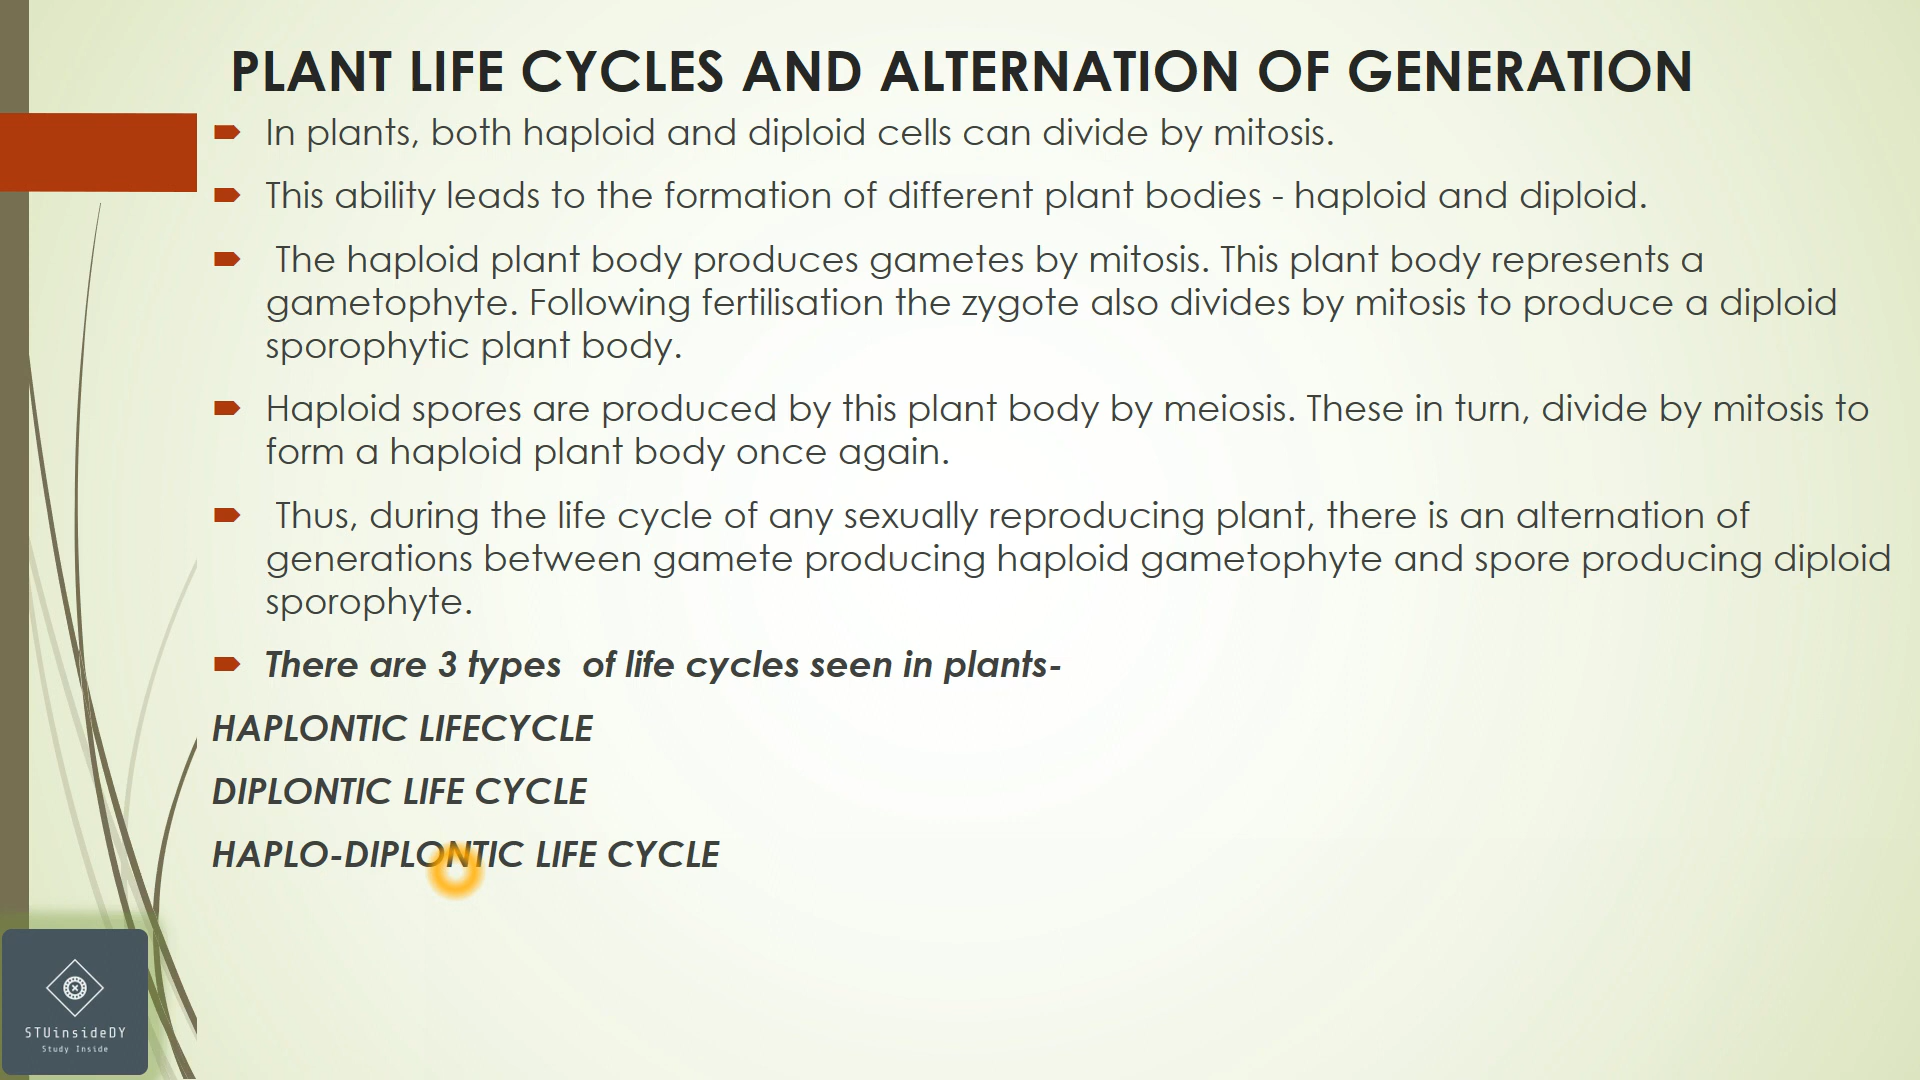 PLANT LIFE CYCLES AND ALTERNATION OF GENERATION
In plants, both haploid and diploid cells can divide by mitosis.
This ability leads to the formation of different plant bodies - haploid and diploid.
The haploid plant body produces gametes by mitosis. This plant body represents a
gametophyte. Following fertilisation the zygote also divides by mitosis to produce a diploid
sporophytic plant body.
Haploid spores are produced by this plant body by meiosis. These in turn, divide by mitosis to
form a haploid plant body once again.
Thus, during the life cycle of any sexually reproducing plant, there is an alternation of
generations between gamete producing haploid gametophyte and spore producing diploid
sporophyte.
There are 3 types of life cycles seen in plants-
HAPLONTIC LIFECYCLE
DIPLONTIC LIFE CYCLE
HAPLO-DIPLONTIC LIFE CYCLE
STUinsideDY
Study Inside